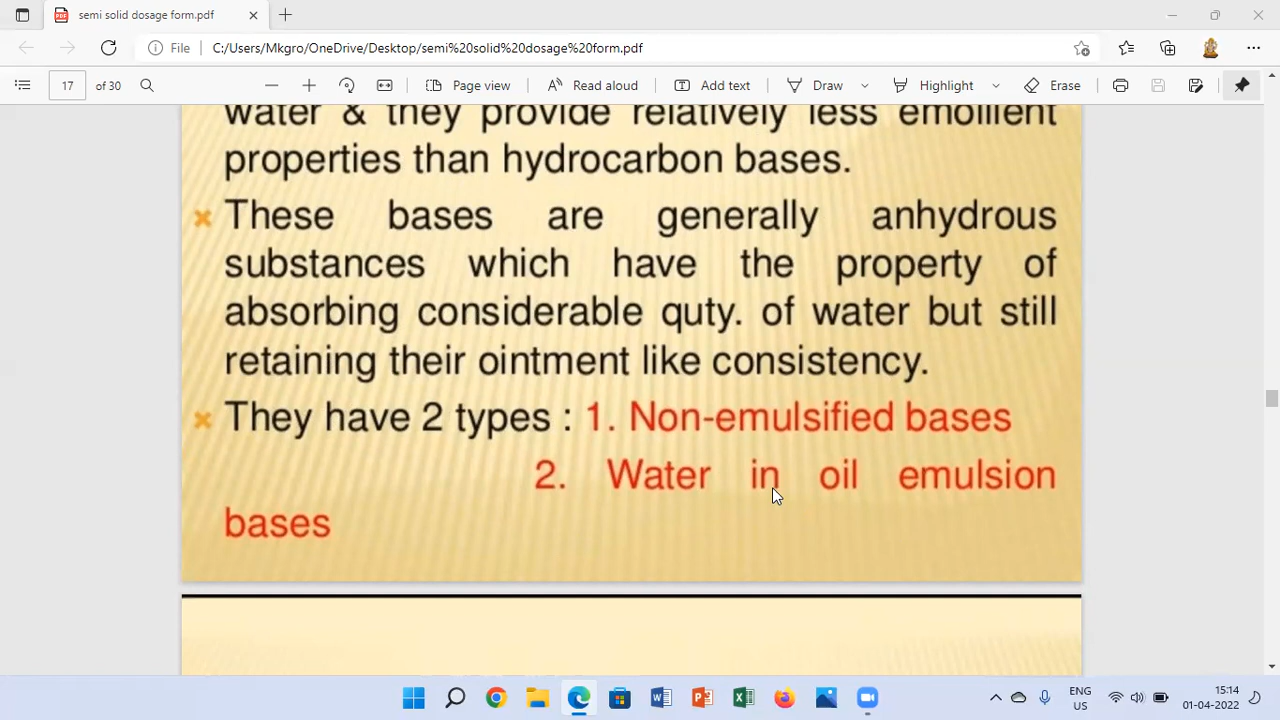 semi solid dosage form.pdf
File C:/Users/Mkgro/OneDrive/Desktop/semi%20solid%20dosage%20form.pdf
17 of 30 Page view Read aloud Add text Draw Highlight Erase
water & they provide relatively less emollient
properties than hydrocarbon bases.
These bases are generally anhydrous
substances which have the property of
absorbing considerable quty. of water but still
retaining their ointment like consistency.
They have 2 types : 1. Non-emulsified bases
2. Water in oil emulsion
bases
ENG 15:14
US 01-04-2022